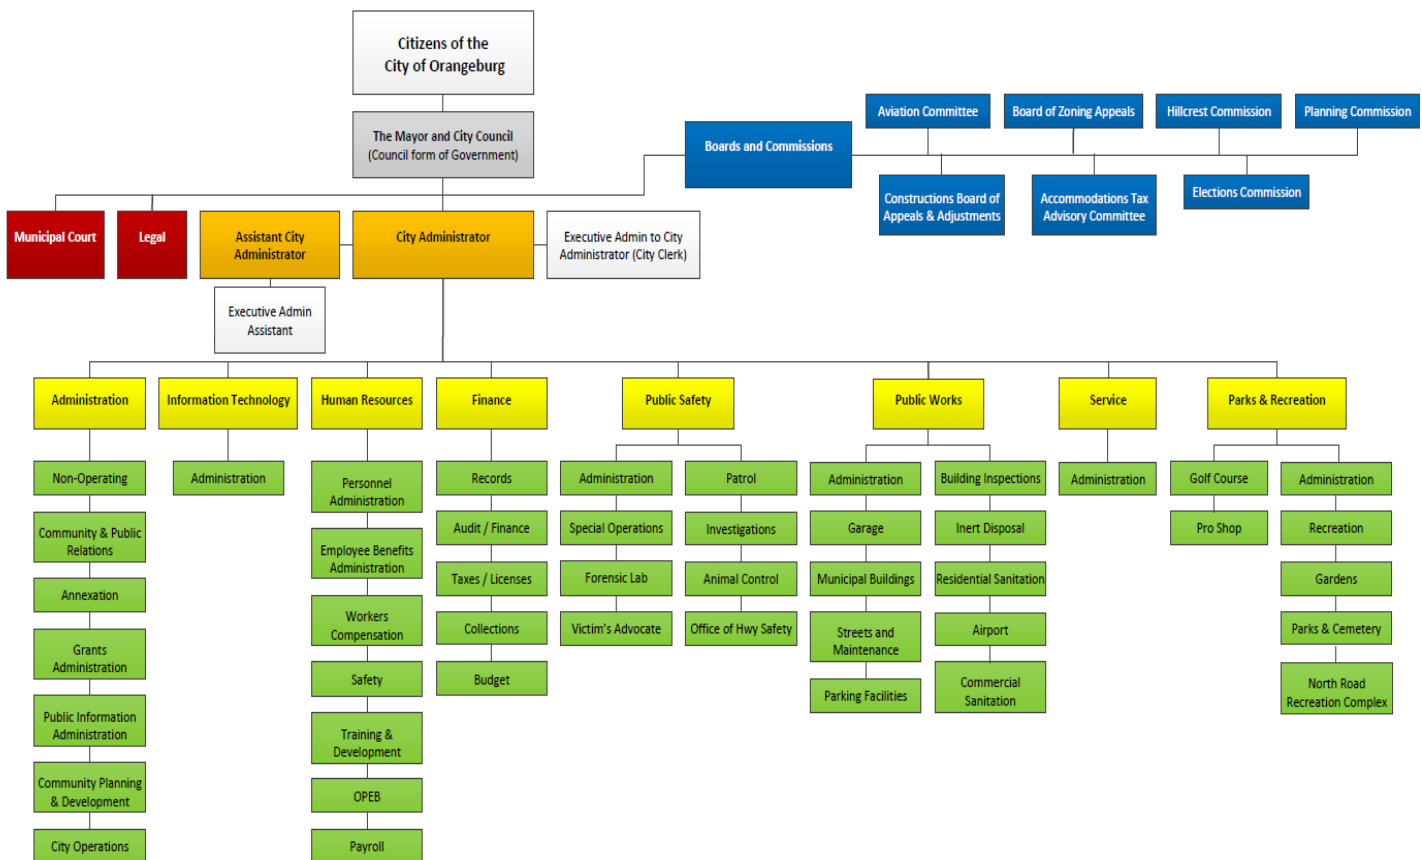 Citizens of the
City of Orangeburg
The Mayor and City Council
(Council form of Government)
Boards and Commissions
Aviation Committee
Board of Zoning Appeals
Hillcrest Commission
Planning Commission
Constructions Board of
Appeals & Adjustments
Accommodations Tax
Advisory Committee
Elections Commission
Municipal Court
Legal
Assistant City
Administrator
City Administrator
Executive Admin to City
Administrator (City Clerk)
Executive Admin
Assistant
Administration
Information Technology
Human Resources
Finance
Public Safety
Public Works
Service
Parks & Recreation
Non-Operating
Community & Public
Relations
Annexation
Grants
Administration
Public Information
Administration
Community Planning
& Development
City Operations
Administration
Personnel
Administration
Employee Benefits
Administration
Workers
Compensation
Safety
Training &
Development
OPEB
Payroll
Records
Audit / Finance
Taxes / Licenses
Collections
Budget
Administration
Special Operations
Forensic Lab
Victim's Advocate
Patrol
Investigations
Animal Control
Office of Hwy Safety
Administration
Garage
Municipal Buildings
Streets and
Maintenance
Parking Facilities
Building Inspections
Inert Disposal
Residential Sanitation
Airport
Commercial
Sanitation
Administration
Golf Course
Pro Shop
Administration
Recreation
Gardens
Parks & Cemetery
North Road
Recreation Complex